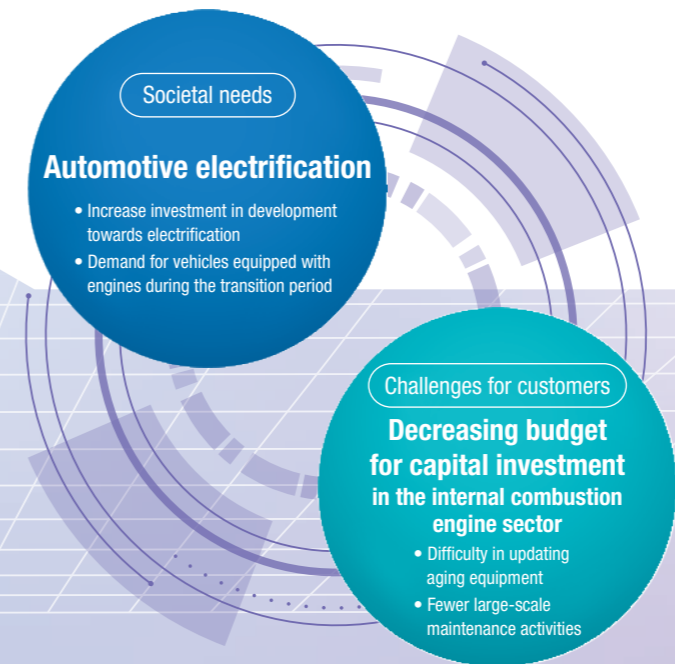 Societal needs
Automotive electrification
• Increase investment in development
towards electrification
• Demand for vehicles equipped with
engines during the transition period
Challenges for customers
Decreasing budget
for capital investment
in the internal combustion
engine sector
• Difficulty in updating
aging equipment
• Fewer large-scale
maintenance activities